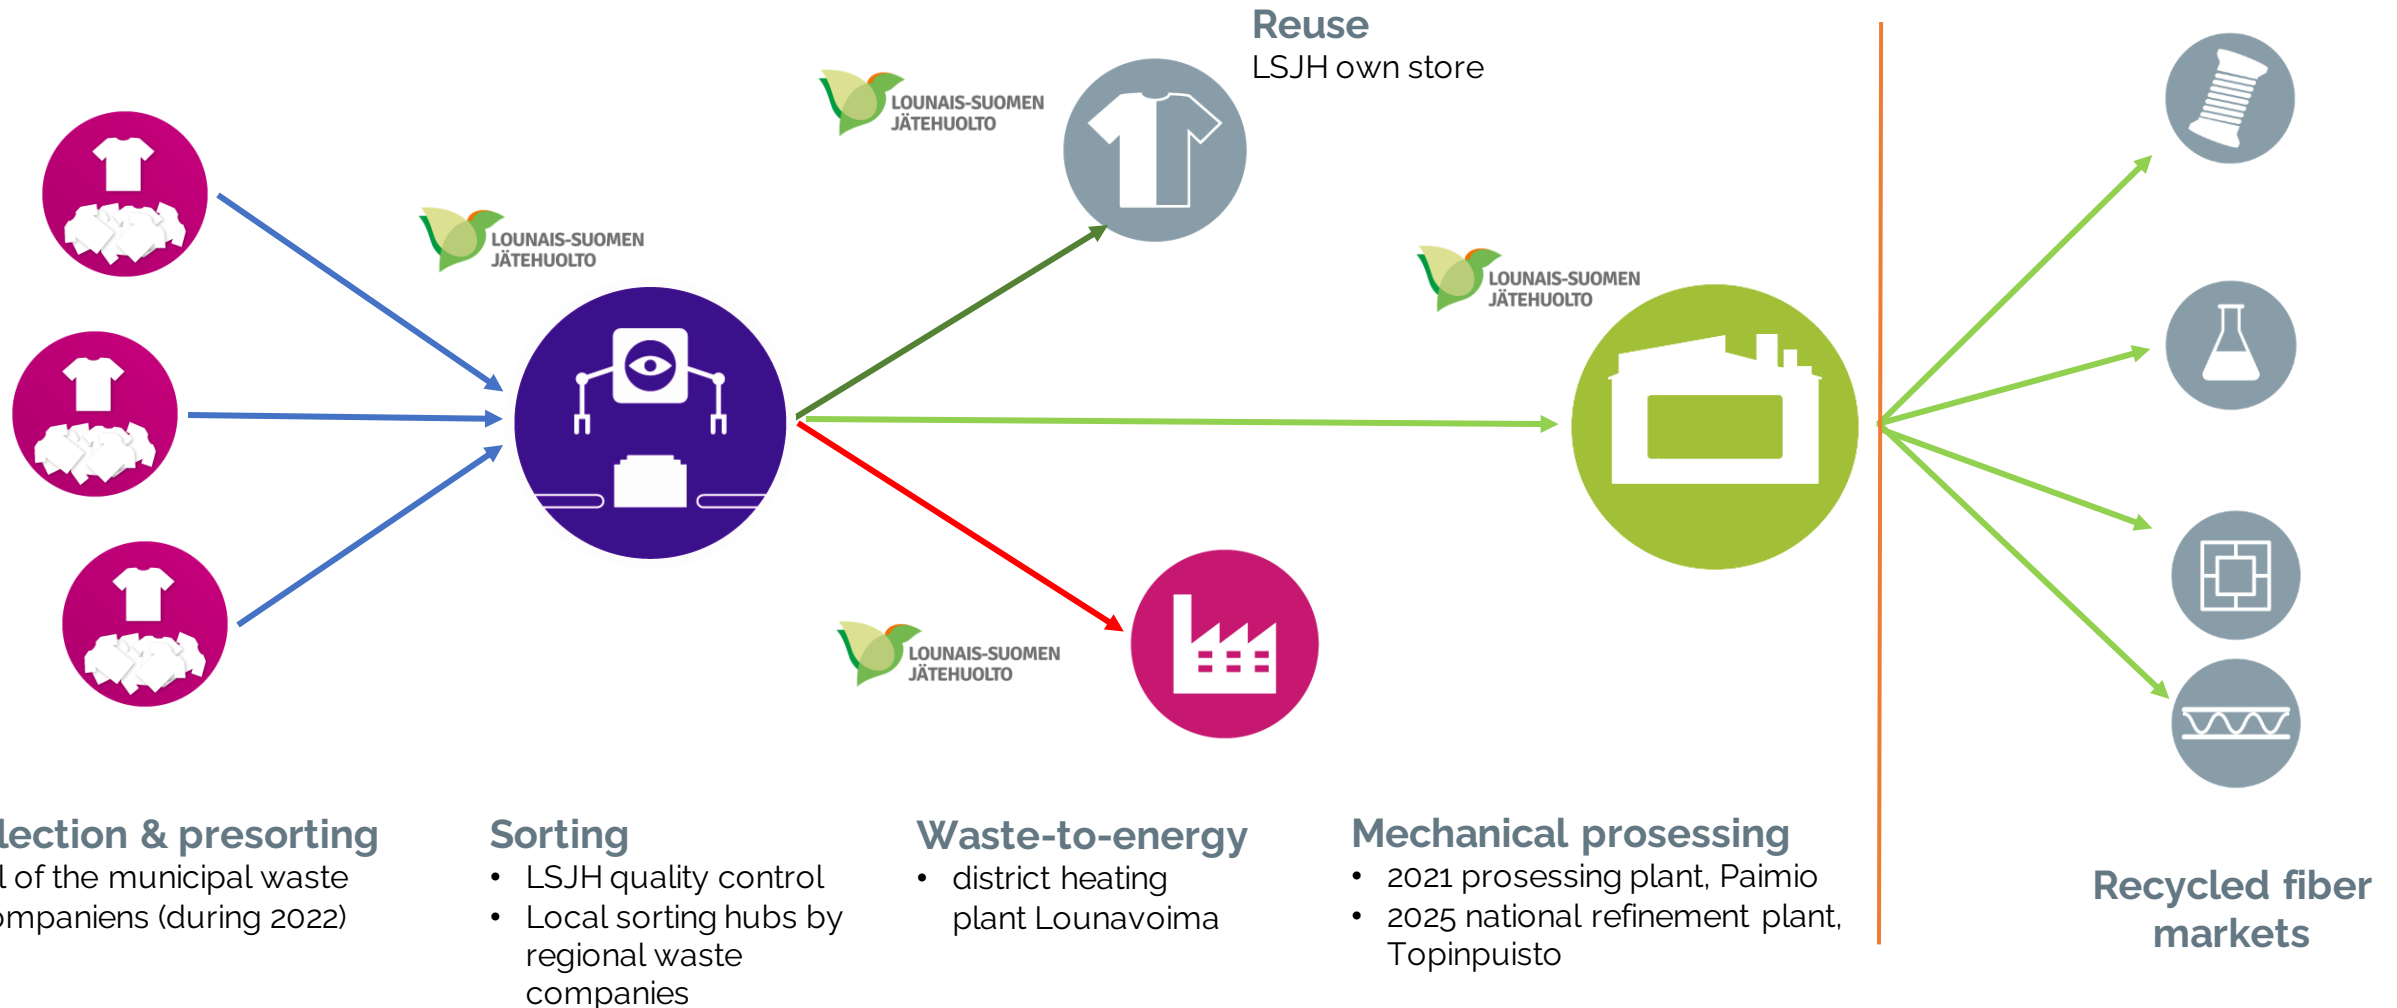 Reuse
LSJH own store
LOUNAIS-SUOMEN
JÄTEHUOLTO
LOUNAIS-SUOMEN
JÄTEHUOLTO
LOUNAIS-SUOMEN
JÄTEHUOLTO
LOUNAIS-SUOMEN
JÄTEHUOLTO
lection & presorting
l of the municipal waste
ompaniens (during 2022)
Sorting
• LSJH quality control
• Local sorting hubs by
regional waste
companies
Waste-to-energy
• district heating
plant Lounavoima
Mechanical prosessing
• 2021 prosessing plant, Paimio
• 2025 national refinement plant,
Topinpuisto
Recycled fiber
markets